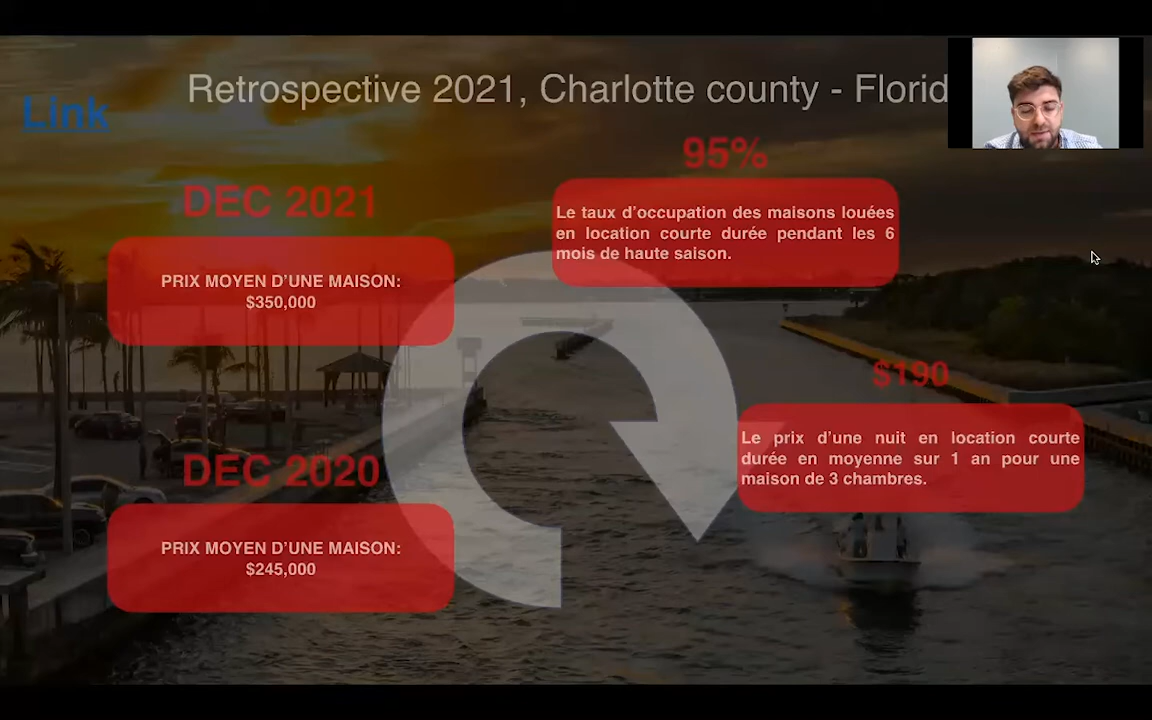 Retrospective 2021, Charlotte county - Florid
Link
95%
Le taux d’occupation des maisons louées
en location courte durée pendant les 6
mois de haute saison.
DEC 2021
PRIX MOYEN D’UNE MAISON:
$350,000
$190
Le prix d’une nuit en location courte
durée en moyenne sur 1 an pour une
maison de 3 chambres.
DEC 2020
PRIX MOYEN D’UNE MAISON:
$245,000